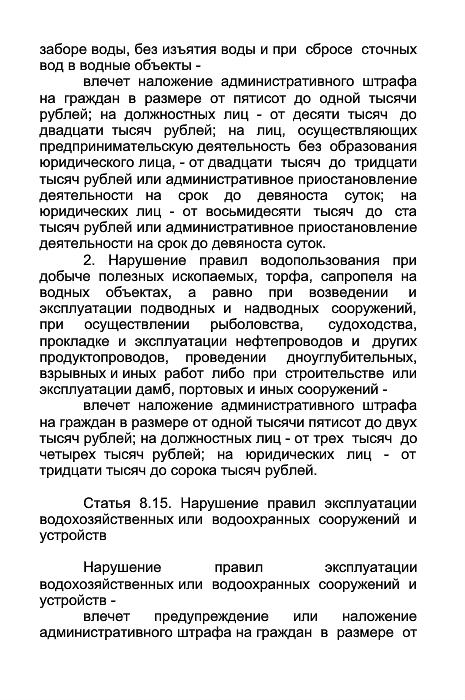 заборе воды, без изъятия воды и при сбросе сточных
вод в водные объекты -
влечет наложение административного штрафа
на граждан в размере от пятисот до одной тысячи
рублей; на должностных лиц - от десяти тысяч до
двадцати тысяч рублей; на лиц, осуществляющих
предпринимательскую деятельность без образования
юридического лица, - от двадцати тысяч до тридцати
тысяч рублей или административное приостановление
деятельности на срок до девяноста суток; на
юридических лиц - от восьмидесяти тысяч до ста
тысяч рублей или административное приостановление
деятельности на срок до девяноста суток.
2. Нарушение правил водопользования при
добыче полезных ископаемых, торфа, сапропеля на
водных объектах, а равно при возведении и
эксплуатации подводных и надводных сооружений,
при осуществлении рыболовства, судоходства,
прокладке и эксплуатации нефтепроводов и других
продуктопроводов, проведении дноуглубительных,
взрывных и иных работ либо при строительстве или
эксплуатации дамб, портовых и иных сооружений -
влечет наложение административного штрафа
на граждан в размере от одной тысячи пятисот до двух
тысяч рублей; на должностных лиц - от трех тысяч до
четырех тысяч рублей; на юридических лиц - от
тридцати тысяч до сорока тысяч рублей.
Статья 8.15. Нарушение правил эксплуатации
водохозяйственных или водоохранных сооружений и
устройств
Нарушение правил эксплуатации
водохозяйственных или водоохранных сооружений и
устройств -
влечет предупреждение или наложение
административного штрафа на граждан в размере от